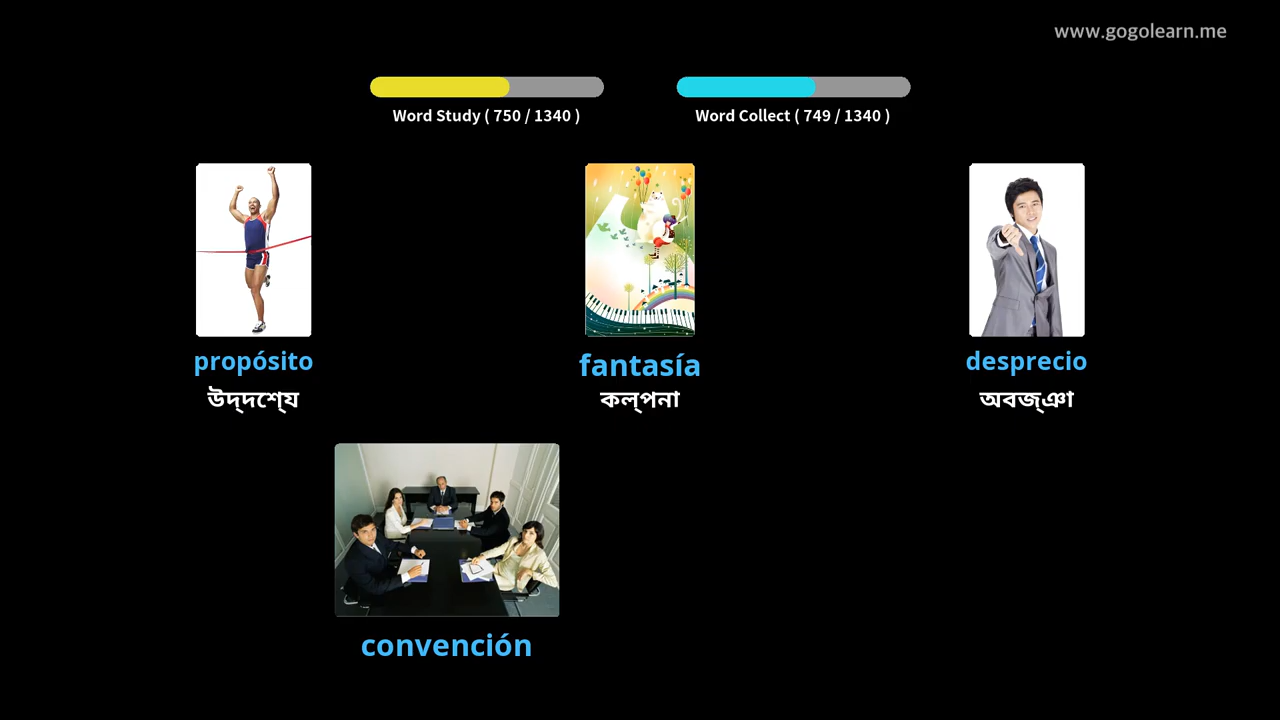 www.gogolearn.me
Word Study ( 750 / 1340 )
Word Collect ( 749 / 1340 )
propósito
fantasía
desprecio
উদ্‌দেশ্‌য
কল্‌পনা
অবজ্‌ঞা
convención